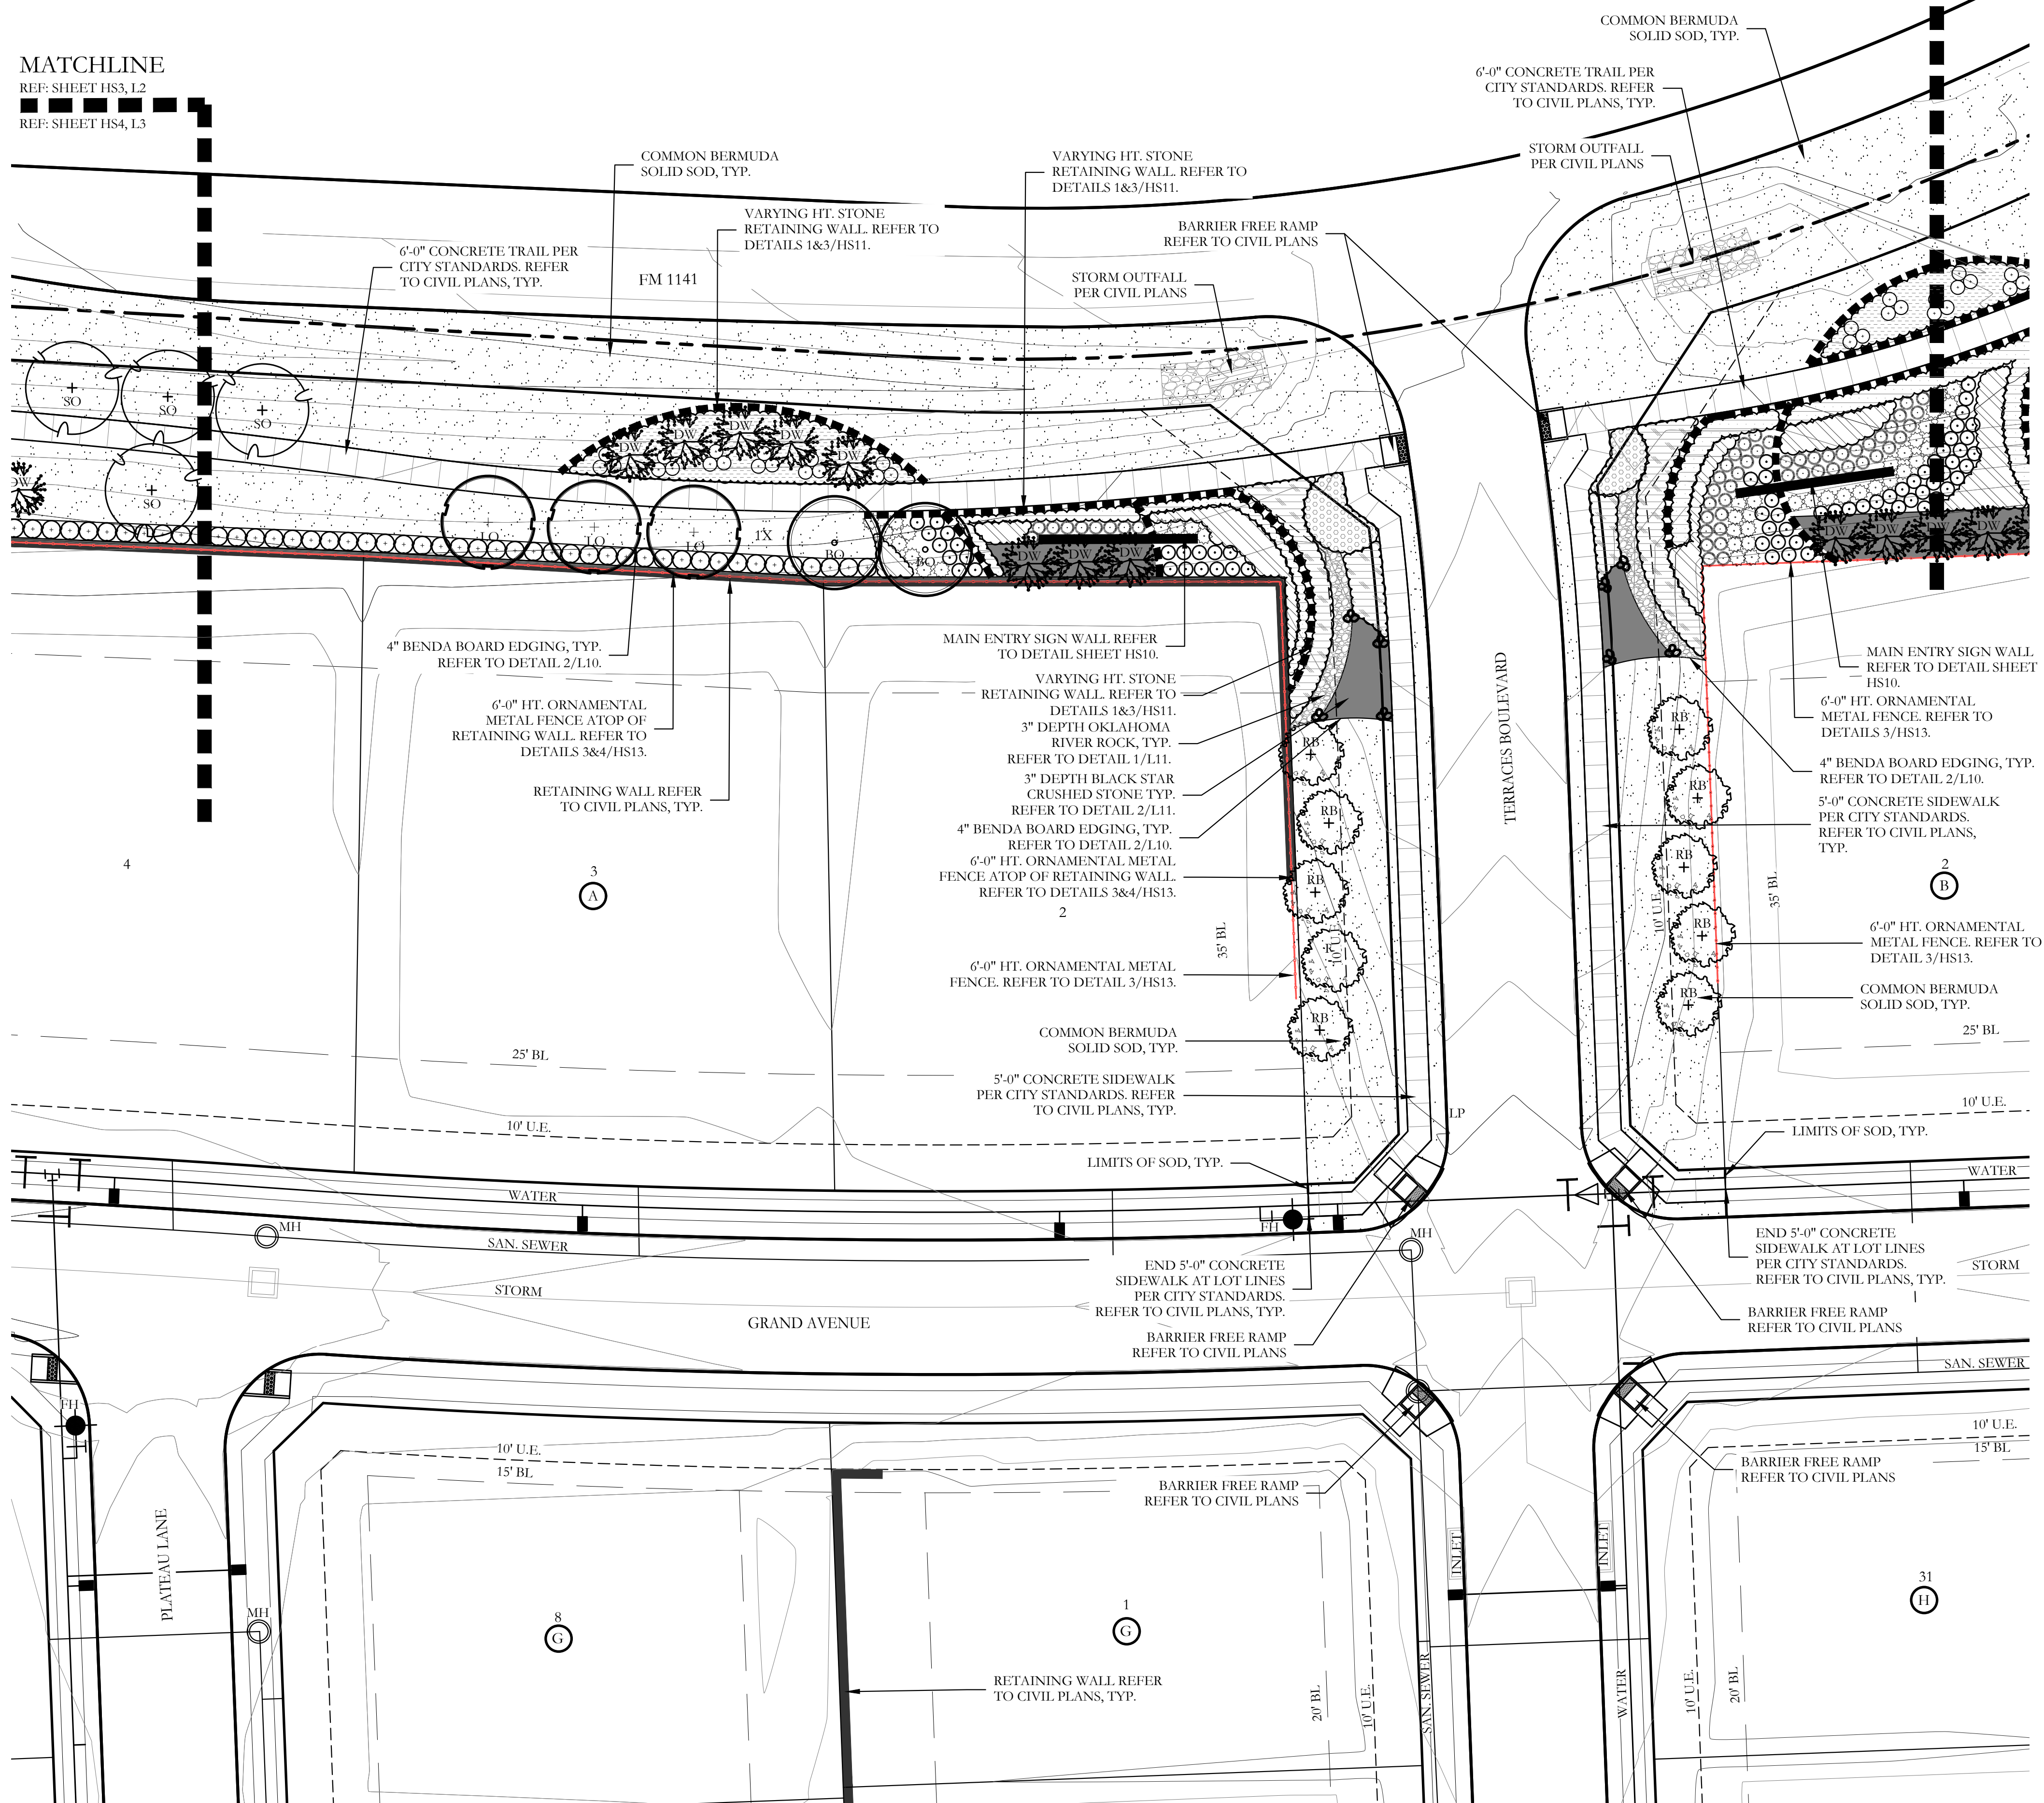 MATCHLINE
REF: SHEET HS3, L2
REF: SHEET HS4, L3
COMMON BERMUDA
SOLID SOD, TYP.
6'-0" CONCRETE TRAIL PER
CITY STANDARDS. REFER
TO CIVIL PLANS, TYP.
STORM OUTFALL
PER CIVIL PLANS
COMMON BERMUDA
SOLID SOD, TYP.
VARYING HT. STONE
RETAINING WALL. REFER TO
DETAILS 1&3/HS11.
VARYING HT. STONE
RETAINING WALL. REFER TO
DETAILS 1&3/HS11.
BARRIER FREE RAMP
REFER TO CIVIL PLANS
6'-0" CONCRETE TRAIL PER
CITY STANDARDS. REFER
TO CIVIL PLANS, TYP.
FM 1141
STORM OUTFALL
PER CIVIL PLANS
SO
SO
SO
SO
DW
DW
DW
DW
DW
DW
LO
LO
LO
1X
BO
BO
DW
DW
DW
DW
DW
DW
DW
4" BENDA BOARD EDGING, TYP.
REFER TO DETAIL 2/L10.
6'-0" HT. ORNAMENTAL
METAL FENCE ATOP OF
RETAINING WALL. REFER TO
DETAILS 3&4/HS13.
RETAINING WALL REFER
TO CIVIL PLANS, TYP.
MAIN ENTRY SIGN WALL REFER
TO DETAIL SHEET HS10.
VARYING HT. STONE
RETAINING WALL. REFER TO
DETAILS 1&3/HS11.
3" DEPTH OKLAHOMA
RIVER ROCK, TYP.
REFER TO DETAIL 1/L11.
3" DEPTH BLACK STAR
CRUSHED STONE TYP.
REFER TO DETAIL 2/L11.
4" BENDA BOARD EDGING, TYP.
REFER TO DETAIL 2/L10.
6'-0" HT. ORNAMENTAL METAL
FENCE ATOP OF RETAINING WALL.
REFER TO DETAILS 3&4/HS13.
2
6'-0" HT. ORNAMENTAL METAL
FENCE. REFER TO DETAIL 3/HS13.
COMMON BERMUDA
SOLID SOD, TYP.
5'-0" CONCRETE SIDEWALK
PER CITY STANDARDS. REFER
TO CIVIL PLANS, TYP.
LIMITS OF SOD, TYP.
35' BL
10' U.E.
RB
RB
RB
RB
RB
TERRACES BOULEVARD
LP
RB
RB
RB
RB
RB
10' U.E.
35' BL
MAIN ENTRY SIGN WALL
REFER TO DETAIL SHEET
HS10.
6'-0" HT. ORNAMENTAL
METAL FENCE. REFER TO
DETAILS 3/HS13.
4" BENDA BOARD EDGING, TYP.
REFER TO DETAIL 2/L10.
5'-0" CONCRETE SIDEWALK
PER CITY STANDARDS.
REFER TO CIVIL PLANS,
TYP.
2
B
6'-0" HT. ORNAMENTAL
METAL FENCE. REFER TO
DETAIL 3/HS13.
COMMON BERMUDA
SOLID SOD, TYP.
25' BL
10' U.E.
LIMITS OF SOD, TYP.
WATER
4
3
A
25' BL
10' U.E.
WATER
SAN. SEWER
MH
FH
MH
STORM
GRAND AVENUE
END 5'-0" CONCRETE
SIDEWALK AT LOT LINES
PER CITY STANDARDS.
REFER TO CIVIL PLANS, TYP.
BARRIER FREE RAMP
REFER TO CIVIL PLANS
END 5'-0" CONCRETE
SIDEWALK AT LOT LINES
PER CITY STANDARDS.
REFER TO CIVIL PLANS, TYP.
STORM
BARRIER FREE RAMP
REFER TO CIVIL PLANS
SAN. SEWER
FH
10' U.E.
15' BL
BARRIER FREE RAMP
REFER TO CIVIL PLANS
10' U.E.
15' BL
BARRIER FREE RAMP
REFER TO CIVIL PLANS
PLATEAU LANE
MH
8
G
1
G
RETAINING WALL REFER
TO CIVIL PLANS, TYP.
20' BL
10' U.E.
INLET
SAN. SEWER
INLET
WATER
10' U.E.
20' BL
31
H